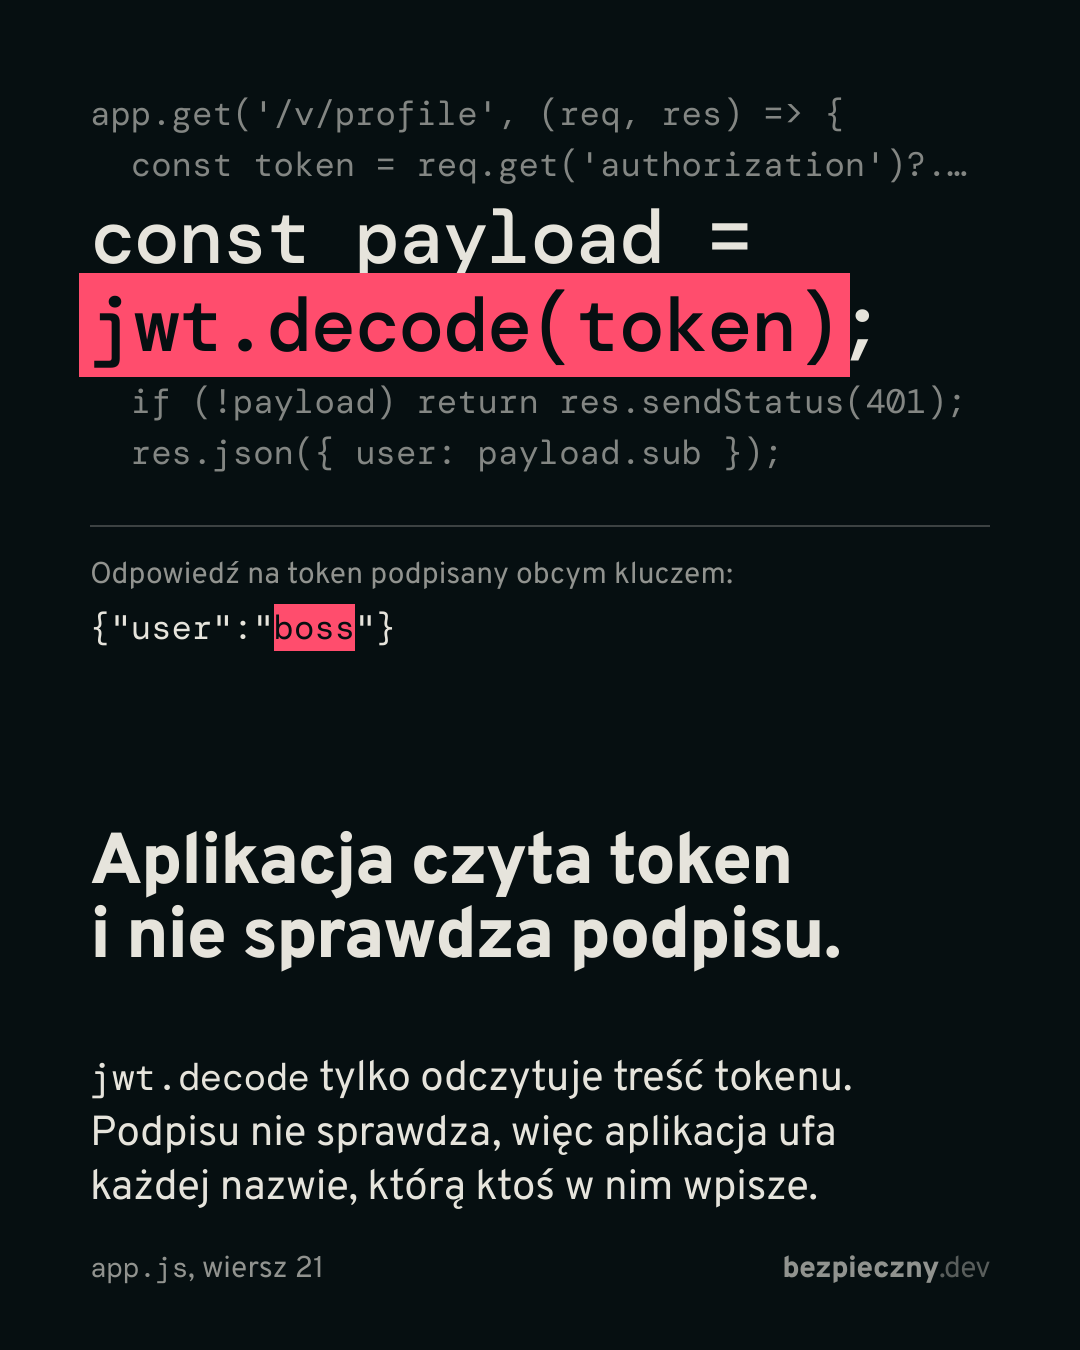 app.get('/v/profile', (req, res) => {
  const token = req.get('authorization')?.…
const payload =
jwt.decode(token);
  if (!payload) return res.sendStatus(401);
  res.json({ user: payload.sub });
Odpowiedź na token podpisany obcym kluczem:
{"user":"boss"}
Aplikacja czyta token
i nie sprawdza podpisu.
jwt.decode tylko odczytuje treść tokenu.
Podpisu nie sprawdza, więc aplikacja ufa
każdej nazwie, którą ktoś w nim wpisze.
app.js, wiersz 21
bezpieczny.dev